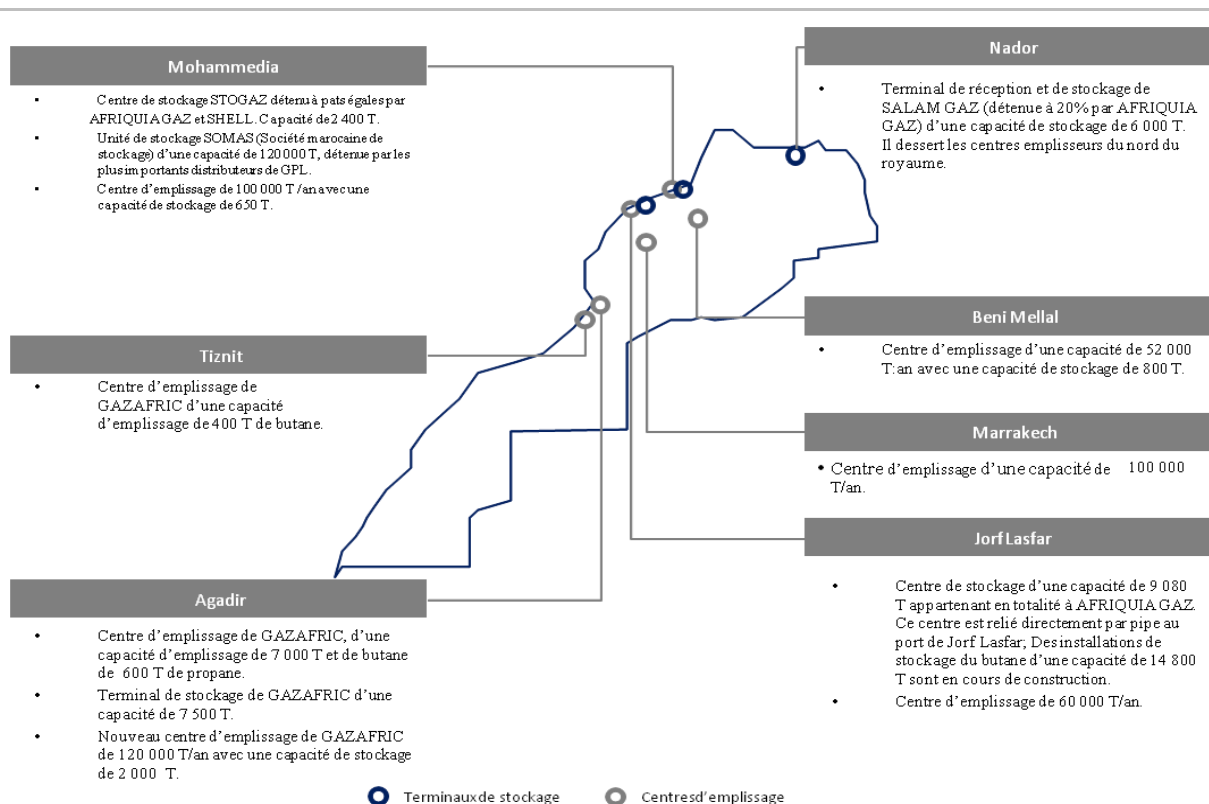 Mohammedia
• Centre de stockage STOGAZ détenu à pats égales par
AFRIQUIA GAZ et SHELL. Capacité de 2 400 T.
• Unité de stockage SOMAS (Société marocaine de
stockage) d'une capacité de 120 000 T, détenue par les
plus im portants distributeurs de GPL.
• Centre d'emplissage de 100 000 T /an avec une
capacité de stockage de 650 T.
Tiznit
• Centre d'emplissage de
GAZAFRIC d'une capacité
d'emplissage de 400 T de butane.
Agadir
• Centre d'emplissage de GAZAFRIC, d'une
capacité d'emplissage de 7 000 T et de butane
de 600 T de propane.
• Terminal de stockage de GAZAFRIC d'une
capacité de 7 500 T.
• Nouveau centre d'emplissage de GAZAFRIC
de 120 000 T/an avec une capacité de stockage
de 2 000 T.
Nador
• Terminal de réception et de stockage de
SALAM GAZ (détenue à 20% par AFRIQUIA
GAZ) d'une capacité de stockage de 6 000 T.
Il dessert les centres emplisseurs du nord du
royaume.
Beni Mellal
• Centre d'emplissage d'une capacité de 52 000
T:an avec une capacité de stockage de 800 T.
Marrakech
• Centre d'emplissage d'une capacité de 100 000
T/an.
Jorf Lasfar
• Centre de stockage d'une capacité de 9 080
T appartenant en totalité à AFRIQUIA GAZ.
Ce centre est relié directement par pipe au
port de Jorf Lasfar; Des installations de
stockage du butane d'une capacité de 14 800
T sont en cours de construction.
• Centre d'emplissage de 60 000 T/an.
Terminaux de stockage
Centres d'emplissage